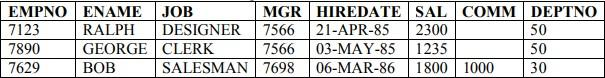 EMPNO ENAME JOB MGR HIREDATE SAL COMM DEPTNO
7123 RALPH DESIGNER 7566 21-APR-85 2300 50
7890 GEORGE CLERK 7566 03-MAY-85 1235 50
7629 BOB SALESMAN 7698 06-MAR-86 1800 1000 30